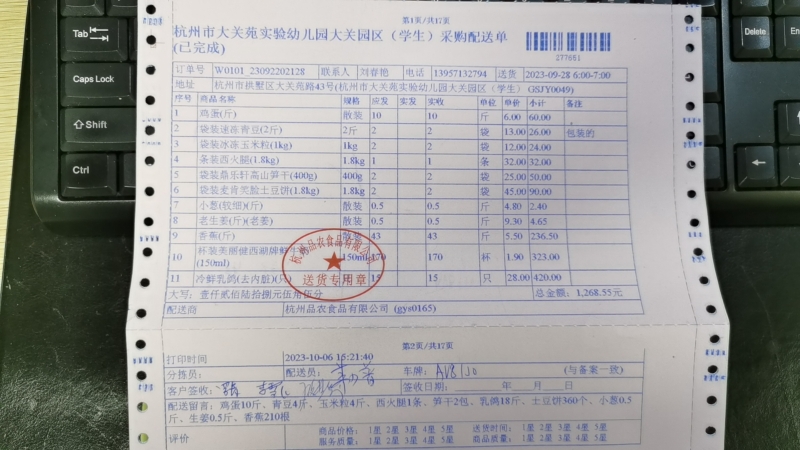 Tab
Caps Lock
Shift
Ctrl
第1页/共17页
杭州市大关苑实验幼儿园大关园区（学生）采购配送单
(已完成)
277651
订单号 W0101_23092202128 联系人 刘春艳 电话 13957132794 送货 2023-09-28 6:00-7:00
地址 杭州市拱墅区大关苑路43号(杭州市大关苑实验幼儿园大关园区（学生）GSJY0049)
序号 商品名称 规格 应发 实发 实收 单位 单价 小计 备注
1 鸡蛋(斤) 散装 10 10 斤 6.00 60.00
2 袋装速冻青豆(2斤) 2斤 2 2 袋 13.00 26.00 包装的
3 袋装冰冻玉米粒(1kg) 1kg 2 2 袋 12.00 24.00
4 条装西火腿(1.8kg) 1.8kg 1 1 条 32.00 32.00
5 袋装鼎乐轩高山笋干(400g) 400g 2 2 袋 25.00 50.00
6 袋装麦肯笑脸土豆饼(1.8kg) 1.8kg 2 2 袋 45.00 90.00
7 小葱(较细)(斤) 散装 0.5 0.5 斤 4.80 2.40
8 老生姜(斤)(老姜) 散装 0.5 0.5 斤 9.30 4.65
9 香蕉(斤) 散装 43 43 斤 5.50 236.50
10 杯装美丽健西湖牌鲜牛 150ml 170 170 杯 1.90 323.00
(150ml)
11 冷鲜乳鸽(去内脏)(只) 15 15 只 28.00 420.00
杭州品农食品有限公司
送货专用章
大写：壹仟贰佰陆拾捌元伍角伍分 总金额：1,268.55元
配送商 杭州品农食品有限公司 (gys0165)
第2页/共17页
打印时间 2023-10-06 15:21:40
分拣员： 配送员： 车牌： (与备案一致)
客户签收： 签收日期： 年 月 日
配送留言：鸡蛋10斤、青豆4斤、玉米粒4斤、西火腿1条、笋干2包、乳鸽18斤、土豆饼360个、小葱0.5
斤、生姜0.5斤、香蕉210根
评价 商品价格： 1星 2星 3星 4星 5星 送货时间： 1星 2星 3星 4星 5星
服务质量： 1星 2星 3星 4星 5星 商品质量： 1星 2星 3星 4星 5星